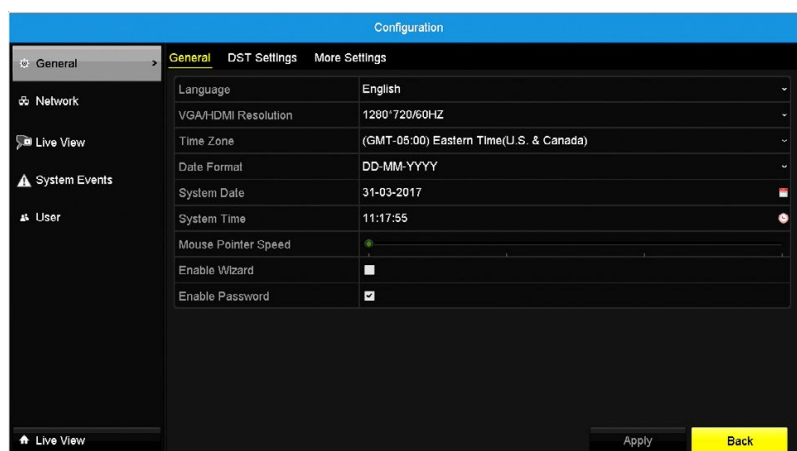 Configuration
General
Network
Live View
System Events
User
Live View
General DST Settings More Settings
Language English
VGA/HDMI Resolution 1280*720/60HZ
Time Zone (GMT-05:00) Eastern Time(U.S. & Canada)
Date Format DD-MM-YYYY
System Date 31-03-2017
System Time 11:17:55
Mouse Pointer Speed
Enable Wizard
Enable Password
Apply Back